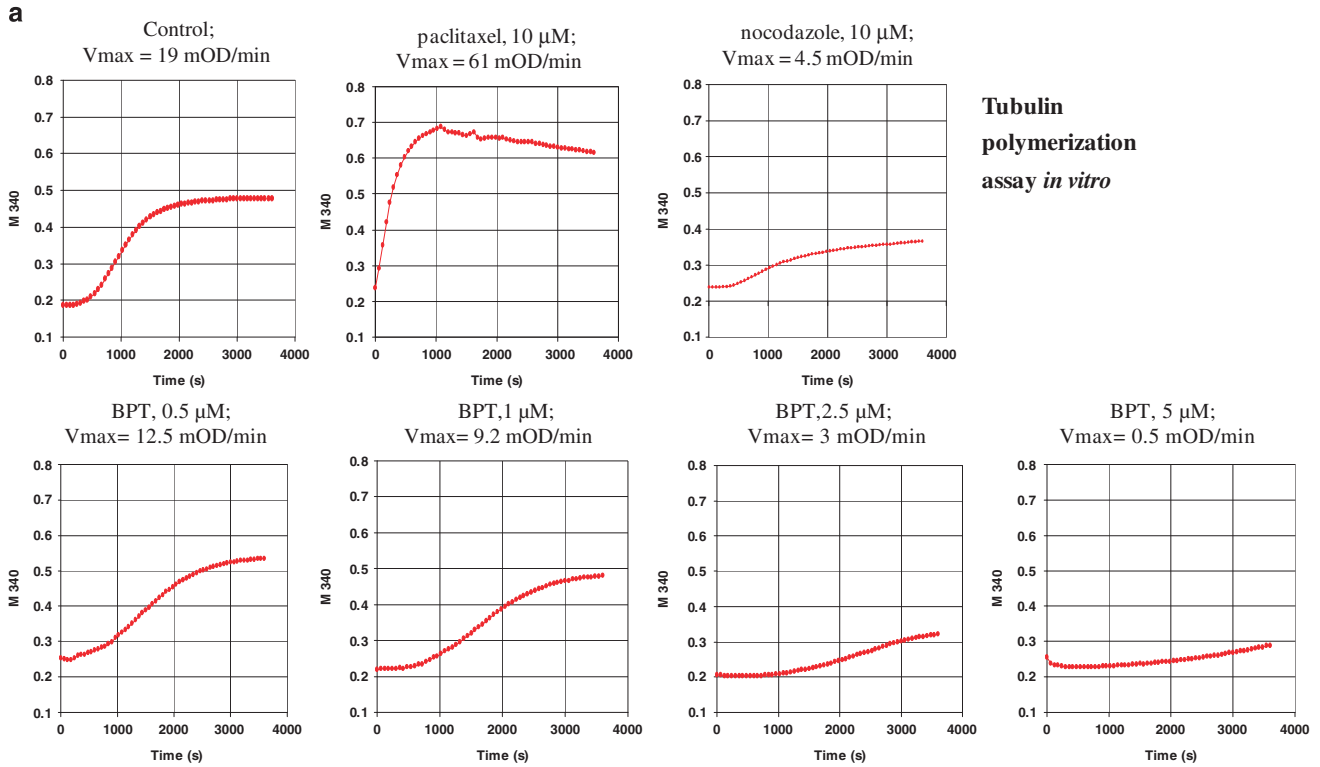 a
Control;
Vmax = 19 mOD/min
0.8
0.7
0.6
0.5
0.4
0.3
0.2
0.1
M 340
0 1000 2000 3000 4000
Time (s)
paclitaxel, 10 μM;
Vmax = 61 mOD/min
0.8
0.7
0.6
0.5
0.4
0.3
0.2
0.1
M 340
0 1000 2000 3000 4000
Time (s)
nocodazole, 10 μM;
Vmax = 4.5 mOD/min
0.8
0.7
0.6
0.5
0.4
0.3
0.2
0.1
M 340
0 1000 2000 3000 4000
Time (s)
Tubulin
polymerization
assay in vitro
BPT, 0.5 μM;
Vmax= 12.5 mOD/min
0.8
0.7
0.6
0.5
0.4
0.3
0.2
0.1
M 340
0 1000 2000 3000 4000
Time (s)
BPT,1 μM;
Vmax= 9.2 mOD/min
0.8
0.7
0.6
0.5
0.4
0.3
0.2
0.1
M 340
0 1000 2000 3000 4000
Time (s)
BPT,2.5 μM;
Vmax= 3 mOD/min
0.8
0.7
0.6
0.5
0.4
0.3
0.2
0.1
M 340
0 1000 2000 3000 4000
Time (s)
BPT, 5 μM;
Vmax= 0.5 mOD/min
0.8
0.7
0.6
0.5
0.4
0.3
0.2
0.1
M 340
0 1000 2000 3000 4000
Time (s)